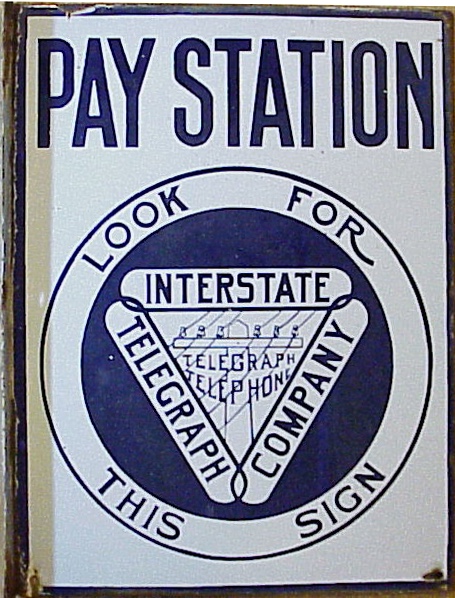 PAY STATION
LOOK FOR
INTERSTATE
TELEGRAPH
COMPANY
TELEGRAPH
TELEPHONE
THIS SIGN